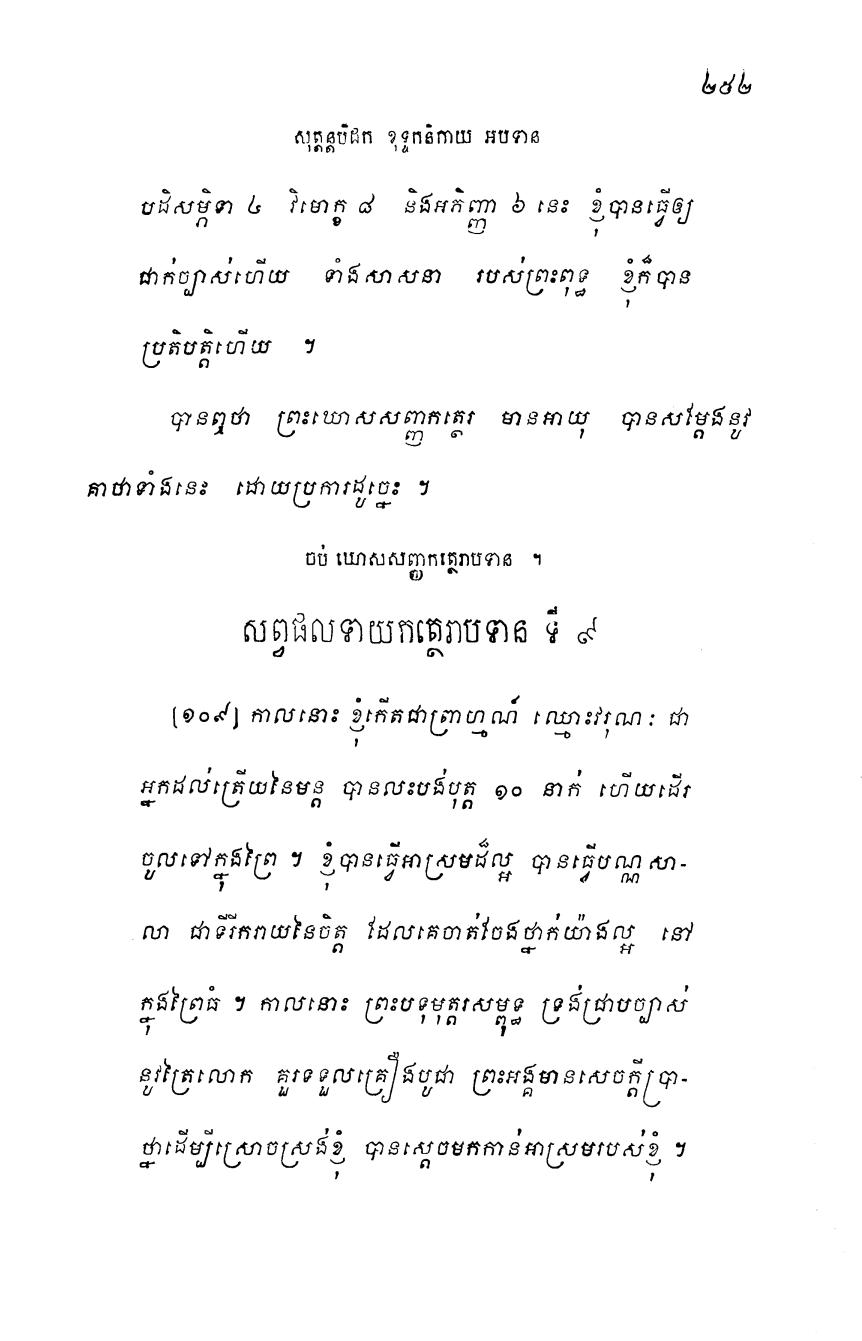 ២៥២
សុត្តន្តបិដក ខុទ្ទកនិកាយ អបទាន
បដិសម្ភិទា ៤ វិមោក្ខ ៨ និងអភិញ្ញា ៦ នេះ ខ្ញុំបានធ្វើឲ្យ
ជាក់ច្បាស់ហើយ ទាំងសាសនា របស់ព្រះពុទ្ធ ខ្ញុំក៏បាន
ប្រតិបត្តិហើយ ។
បានឮថា ព្រះឃោសសញ្ញកត្ថេរ មានអាយុ បានសម្តែងនូវ
គាថាទាំងនេះ ដោយប្រការដូច្នេះ ។
ចប់ ឃោសសញ្ញកត្ថេរាបទាន ។
សព្វផលទាយកត្ថេរាបទាន ទី ៩
[១០៩] កាលនោះ ខ្ញុំកើតជាព្រាហ្មណ៍ ឈ្មោះវរុណៈ ជា
អ្នកដល់ត្រើយនៃមន្ត បានលះបង់បុត្ត ១០ នាក់ ហើយដើរ
ចូលទៅក្នុងព្រៃ ។ ខ្ញុំបានធ្វើអាស្រមដ៏ល្អ បានធ្វើបណ្ណសា-
លា ជាទីរីករាយនៃចិត្ត ដែលគេចាត់ចែងថ្នាក់យ៉ាងល្អ នៅ
ក្នុងព្រៃធំ ។ កាលនោះ ព្រះបទុមុត្តរសម្ពុទ្ធ ទ្រង់ជ្រាបច្បាស់
នូវត្រៃលោក គួរទទួលគ្រឿងបូជា ព្រះអង្គមានសេចក្តីប្រា-
ថ្នាដើម្បីស្រោចស្រង់ខ្ញុំ បានស្តេចមកកាន់អាស្រមរបស់ខ្ញុំ ។